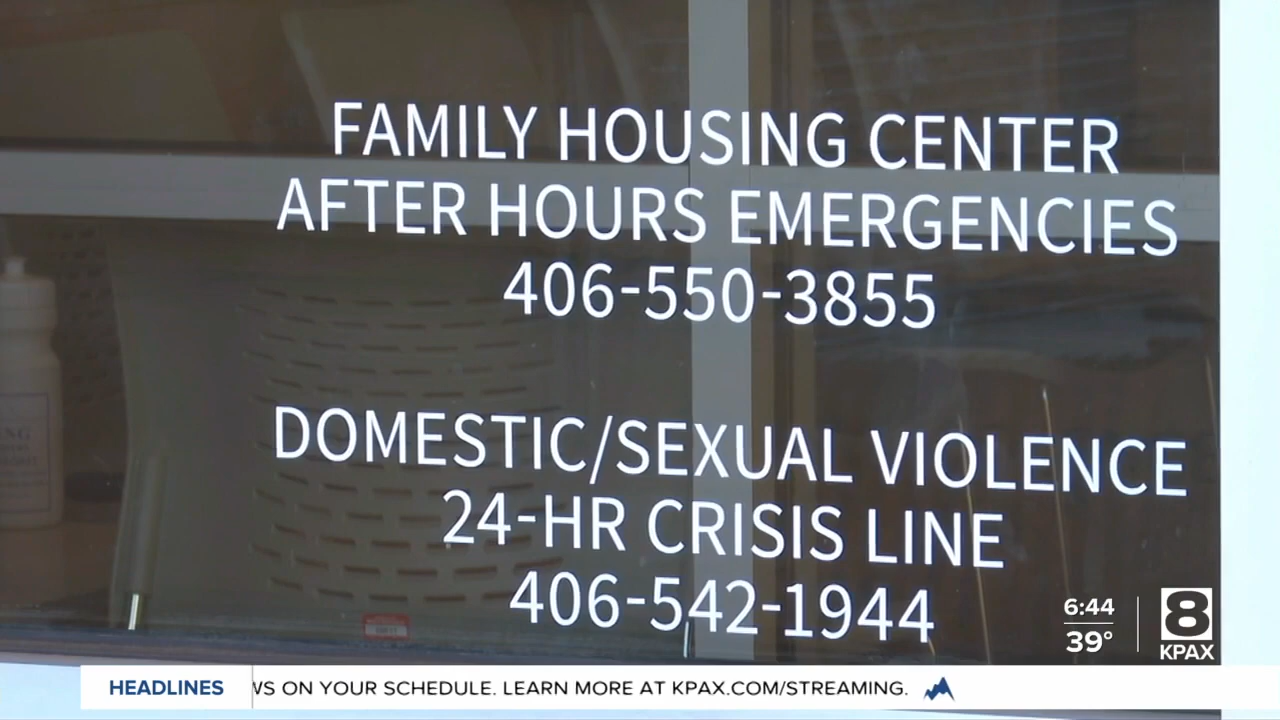 FAMILY HOUSING CENTER
AFTER HOURS EMERGENCIES
406-550-3855
DOMESTIC/SEXUAL VIOLENCE
24-HR CRISIS LINE
406-542-1944
6:44
39°
8
KPAX
HEADLINES
ON YOUR SCHEDULE. LEARN MORE AT KPAX.COM/STREAMING.